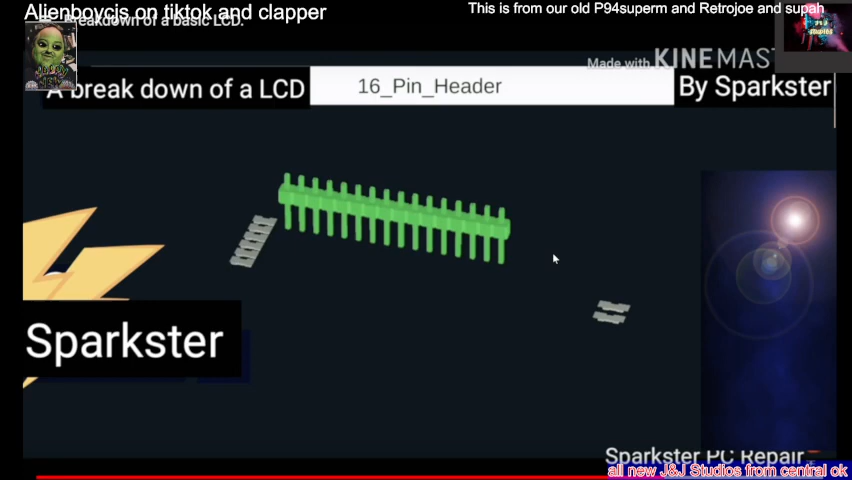 Alienboycjs on tiktok and clapper
This is from our old P94superm and Retrojoe and supah
Breakdown of a basic LCD.
Made with KINEMAST
A break down of a LCD
16_Pin_Header
By Sparkster
Sparkster
Sparkster PC Repair
all new J&J Studios from central ok